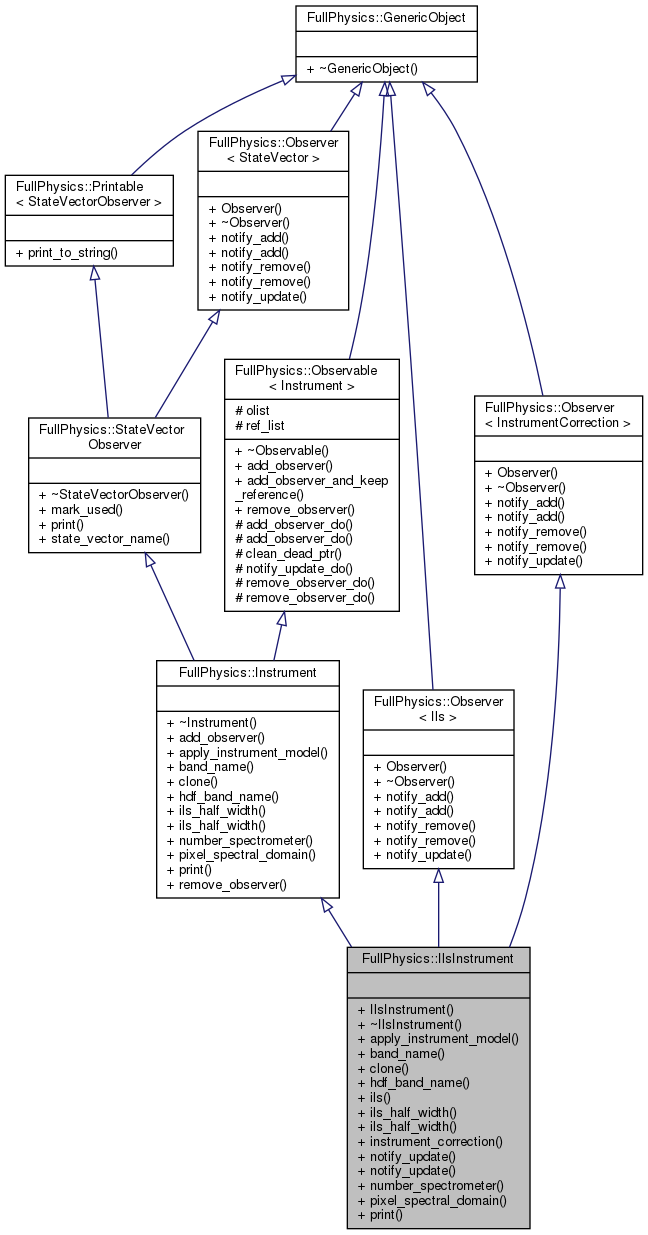 FullPhysics::GenericObject
+ ~GenericObject()
FullPhysics::Observer
< StateVector >
+ Observer()
+ ~Observer()
+ notify_add()
+ notify_add()
+ notify_remove()
+ notify_remove()
+ notify_update()
FullPhysics::Printable
< StateVectorObserver >
+ print_to_string()
FullPhysics::Observable
< Instrument >
# olist
# ref_list
+ ~Observable()
+ add_observer()
+ add_observer_and_keep
_reference()
+ remove_observer()
# add_observer_do()
# add_observer_do()
# clean_dead_ptr()
# notify_update_do()
# remove_observer_do()
# remove_observer_do()
FullPhysics::Observer
< InstrumentCorrection >
+ Observer()
+ ~Observer()
+ notify_add()
+ notify_add()
+ notify_remove()
+ notify_remove()
+ notify_update()
FullPhysics::StateVector
Observer
+ ~StateVectorObserver()
+ mark_used()
+ print()
+ state_vector_name()
FullPhysics::Instrument
+ ~Instrument()
+ add_observer()
+ apply_instrument_model()
+ band_name()
+ clone()
+ hdf_band_name()
+ ils_half_width()
+ ils_half_width()
+ number_spectrometer()
+ pixel_spectral_domain()
+ print()
+ remove_observer()
FullPhysics::Observer
< Ils >
+ Observer()
+ ~Observer()
+ notify_add()
+ notify_add()
+ notify_remove()
+ notify_remove()
+ notify_update()
FullPhysics::IlsInstrument
+ IlsInstrument()
+ ~IlsInstrument()
+ apply_instrument_model()
+ band_name()
+ clone()
+ hdf_band_name()
+ ils()
+ ils_half_width()
+ ils_half_width()
+ instrument_correction()
+ notify_update()
+ notify_update()
+ number_spectrometer()
+ pixel_spectral_domain()
+ print()